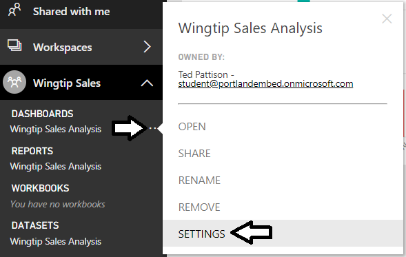 Shared with me
Workspaces
Wingtip Sales
DASHBOARDS
Wingtip Sales Analysis
REPORTS
Wingtip Sales Analysis
WORKBOOKS
You have no workbooks
DATASETS
Wingtip Sales Analysis
Wingtip Sales Analysis
OWNED BY:
Ted Pattison -
student@portlandembed.onmicrosoft.com
OPEN
SHARE
RENAME
REMOVE
SETTINGS